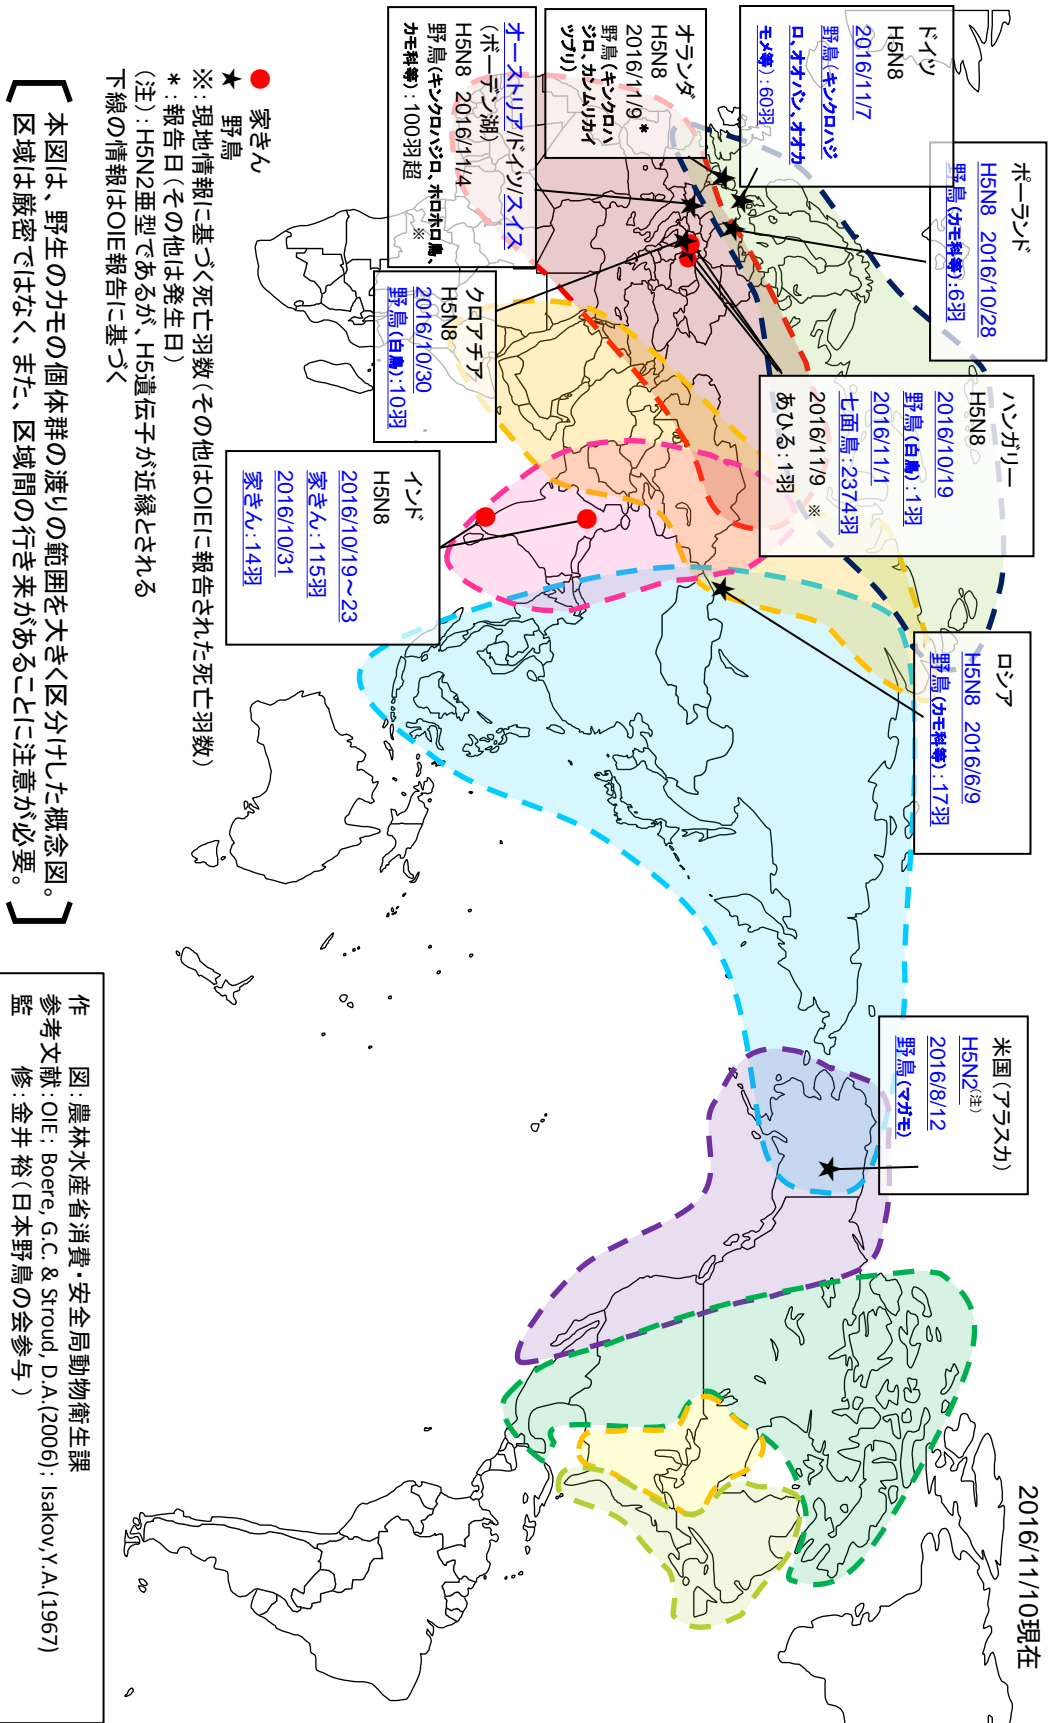 2016/11/10現在
ドイツ
H5N8
2016/11/7
野鳥(キンクロハジ
ロ、オオバン、オオカ
モメ等):60羽
ポーランド
H5N8 2016/10/28
野鳥(カモ科等):6羽
オランダ
H5N8
2016/11/9 *
野鳥(キンクロハ
ジロ、カンムリカイ
ツブリ)
オーストリア/ドイツ/スイス
(ボーデン湖)
H5N8 2016/11/4
野鳥(キンクロハジロ、ホロホロ鳥、
カモ科等):100羽超※
クロアチア
H5N8
2016/10/30
野鳥(白鳥):10羽
ハンガリー
H5N8
2016/10/19
野鳥(白鳥):1羽
2016/11/1
七面鳥:2374羽
2016/11/9 ※
あひる:1羽
インド
H5N8
2016/10/19~23
家きん:115羽
2016/10/31
家きん:14羽
ロシア
H5N8 2016/6/9
野鳥(カモ科等):17羽
米国(アラスカ)
H5N2(注)
2016/8/12
野鳥(マガモ)
● 家きん
★ 野鳥
※:現地情報に基づく死亡羽数(その他はOIEに報告された死亡羽数)
*:報告日(その他は発生日)
(注):H5N2亜型であるが、H5遺伝子が近縁とされる
下線の情報はOIE報告に基づく
本図は、野生のカモの個体群の渡りの範囲を大きく区分けした概念図。
区域は厳密ではなく、また、区域間の行き来があることに注意が必要。
作 図:農林水産省消費・安全局動物衛生課
参考文献:OIE; Boere, G.C. & Stroud, D.A.(2006); Isakov,Y.A.(1967)
監 修:金井 裕(日本野鳥の会参与)